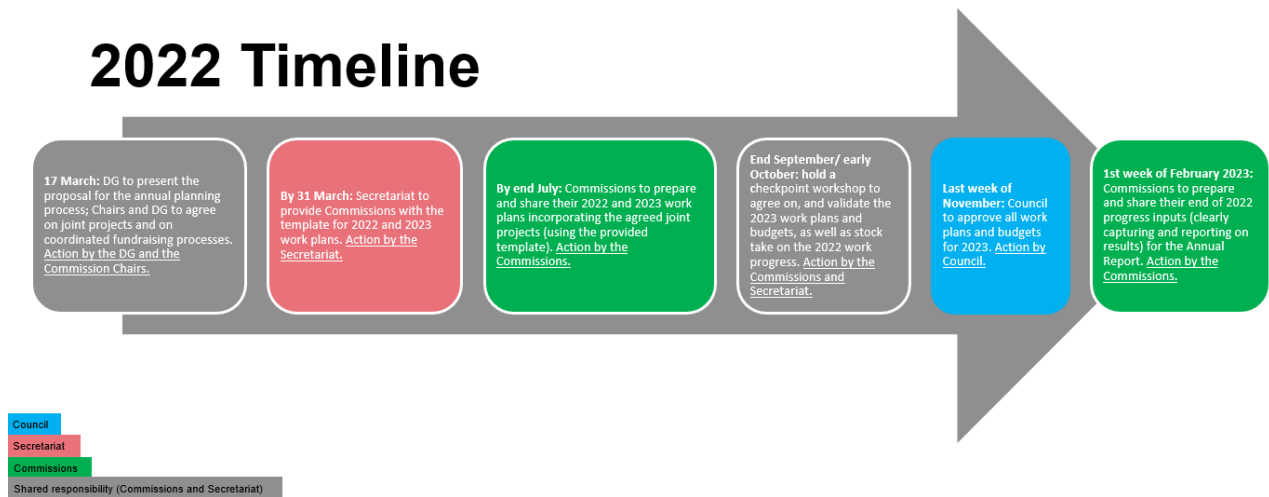 2022 Timeline
17 March: DG to present the
proposal for the annual planning
process; Chairs and DG to agree
on joint projects and on
coordinated fundraising processes.
Action by the DG and the
Commission Chairs.
By 31 March: Secretariat to
provide Commissions with the
template for 2022 and 2023
work plans. Action by the
Secretariat.
By end July: Commissions to prepare
and share their 2022 and 2023 work
plans incorporating the agreed joint
projects (using the provided
template). Action by the
Commissions.
End September/ early
October: hold a
checkpoint workshop to
agree on, and validate the
2023 work plans and
budgets, as well as stock
take on the 2022 work
progress. Action by the
Commissions and
Secretariat.
Last week of
November: Council
to approve all work
plans and budgets
for 2023. Action by
Council.
1st week of February 2023:
Commissions to prepare
and share their end of 2022
progress inputs (clearly
capturing and reporting on
results) for the Annual
Report. Action by the
Commissions.
Council
Secretariat
Commissions
Shared responsibility (Commissions and Secretariat)